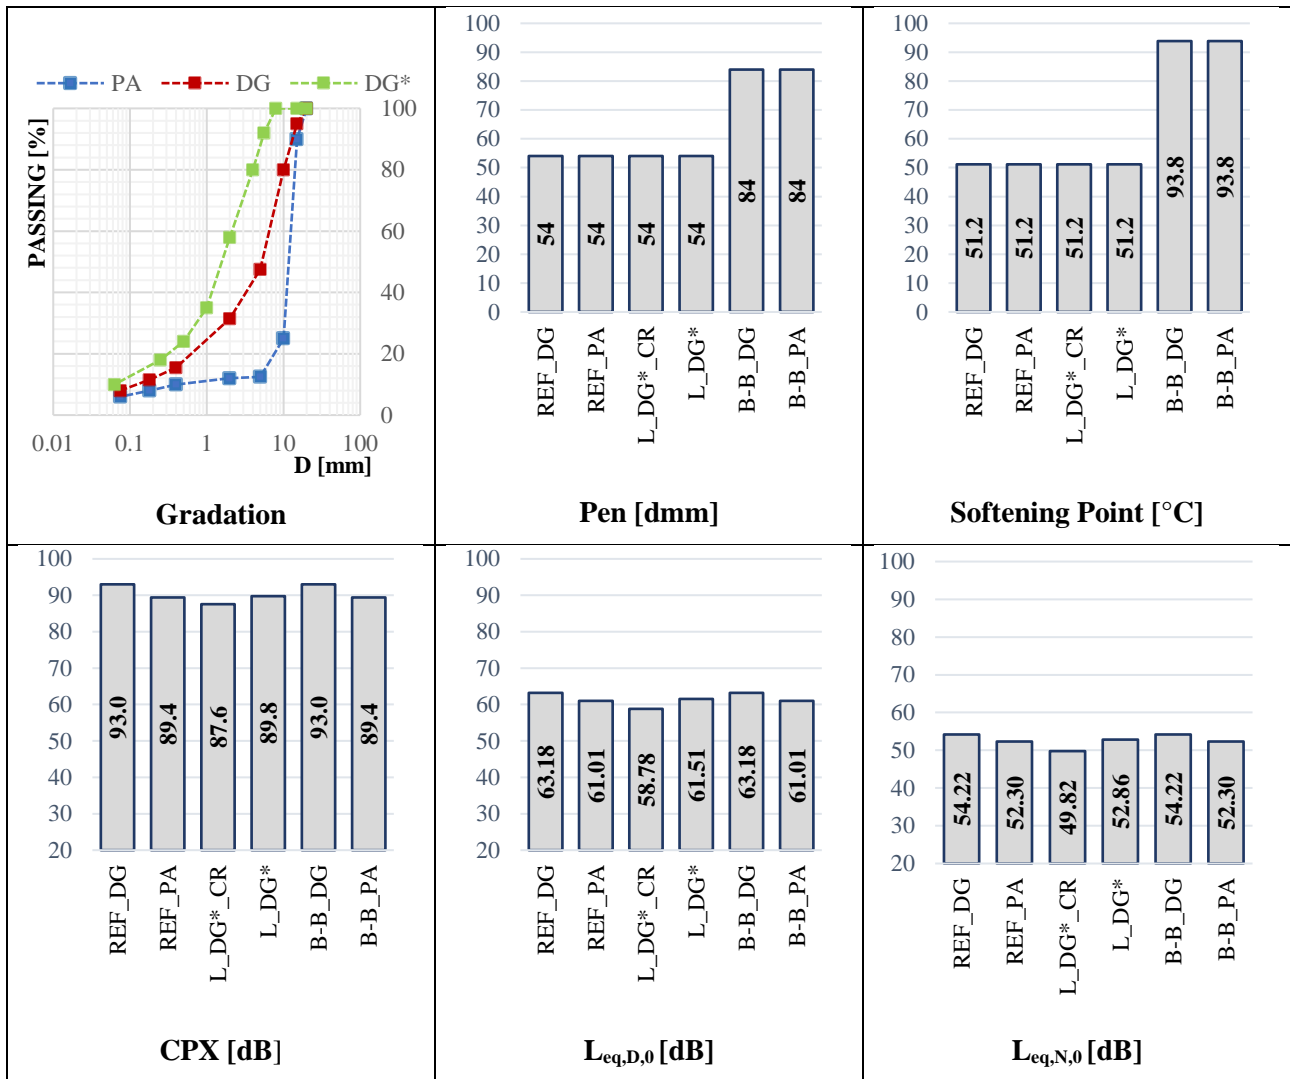 PA DG DG*
PASSING [%]
100
80
60
40
20
0
0.01 0.1 1 10 100
D [mm]
Gradation
100
90
80
70
60
50
40
30
20
10
0
54 54 54 54 84 84
REF_DG REF_PA L_DG*_CR L_DG* B-B_DG B-B_PA
Pen [dmm]
100
90
80
70
60
50
40
30
20
10
0
51.2 51.2 51.2 51.2 93.8 93.8
REF_DG REF_PA L_DG*_CR L_DG* B-B_DG B-B_PA
Softening Point [°C]
100
90
80
70
60
50
40
30
20
93.0 89.4 87.6 89.8 93.0 89.4
REF_DG REF_PA L_DG*_CR L_DG* B-B_DG B-B_PA
CPX [dB]
100
90
80
70
60
50
40
30
20
63.18 61.01 58.78 61.51 63.18 61.01
REF_DG REF_PA L_DG*_CR L_DG* B-B_DG B-B_PA
Leq,D,0 [dB]
100
90
80
70
60
50
40
30
20
54.22 52.30 49.82 52.86 54.22 52.30
REF_DG REF_PA L_DG*_CR L_DG* B-B_DG B-B_PA
Leq,N,0 [dB]